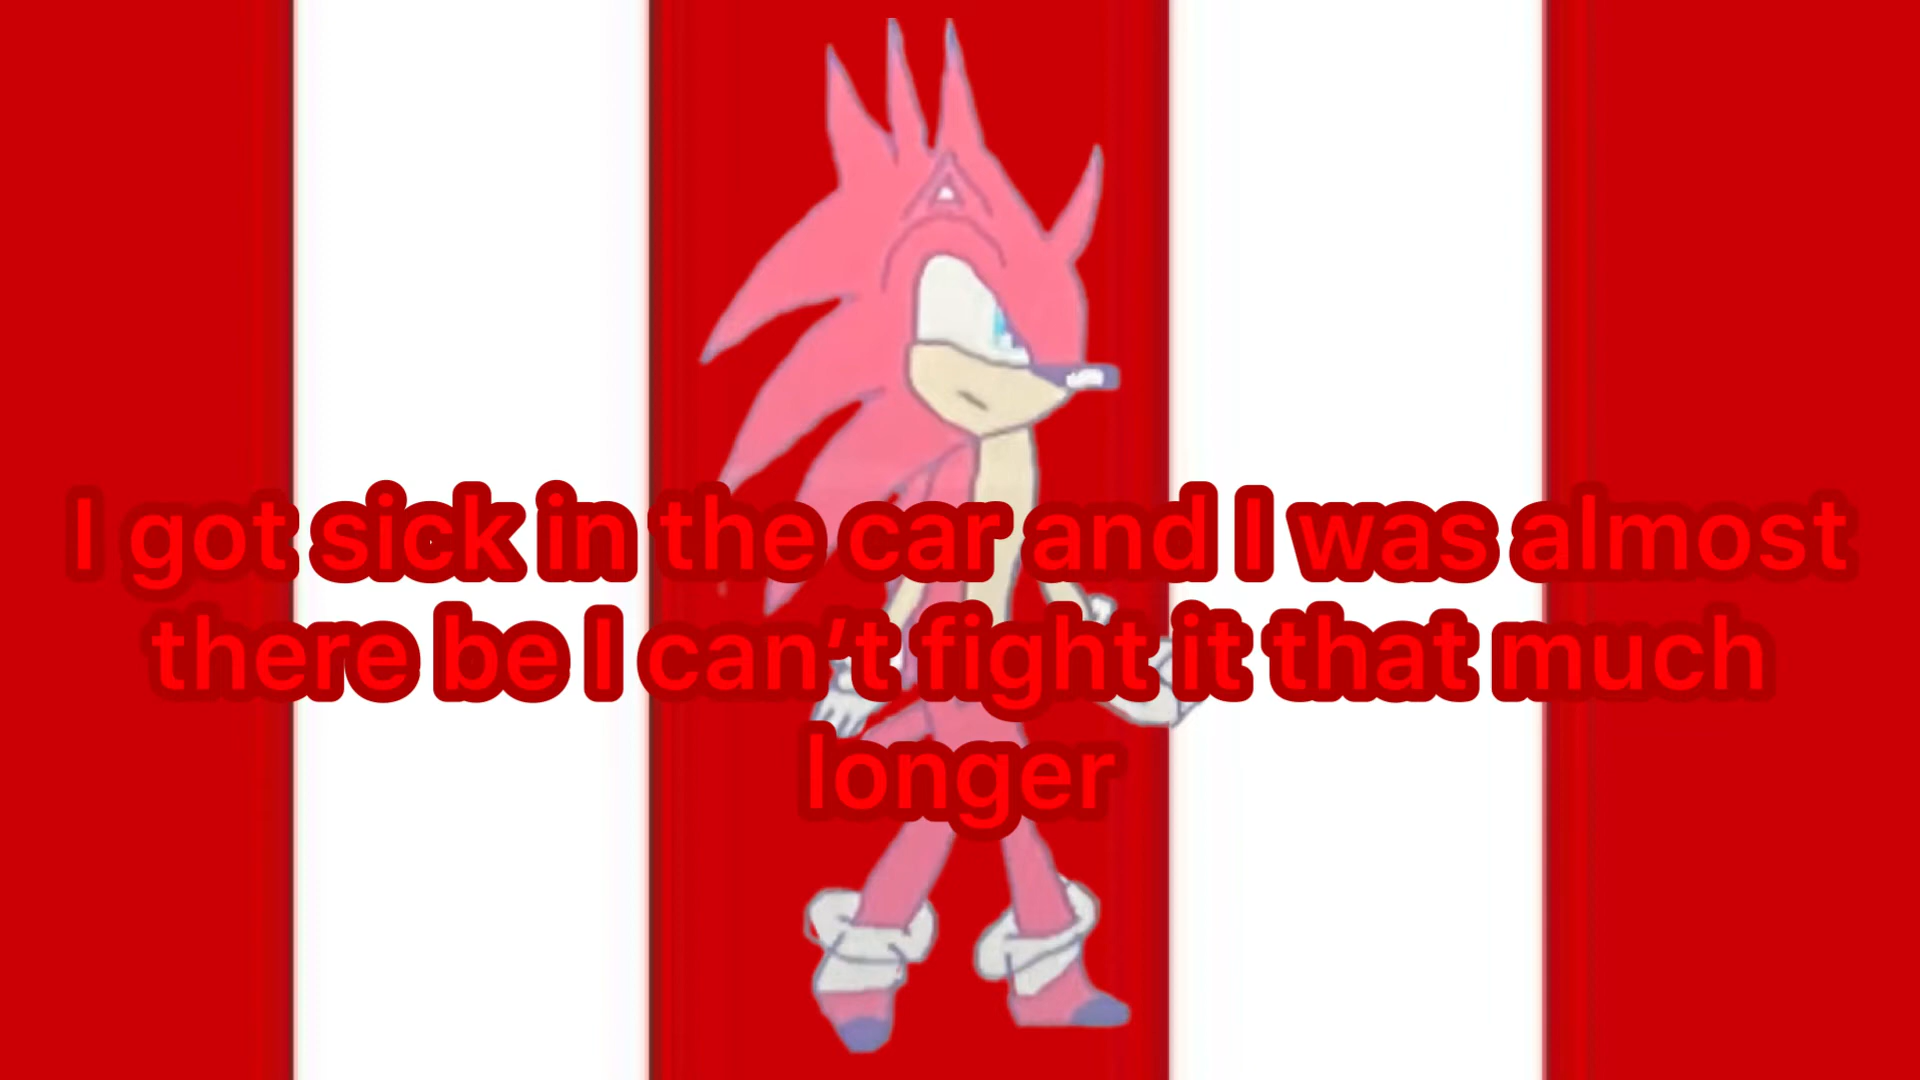 I got sick in the car and I was almost
there be I can’t fight it that much
longer